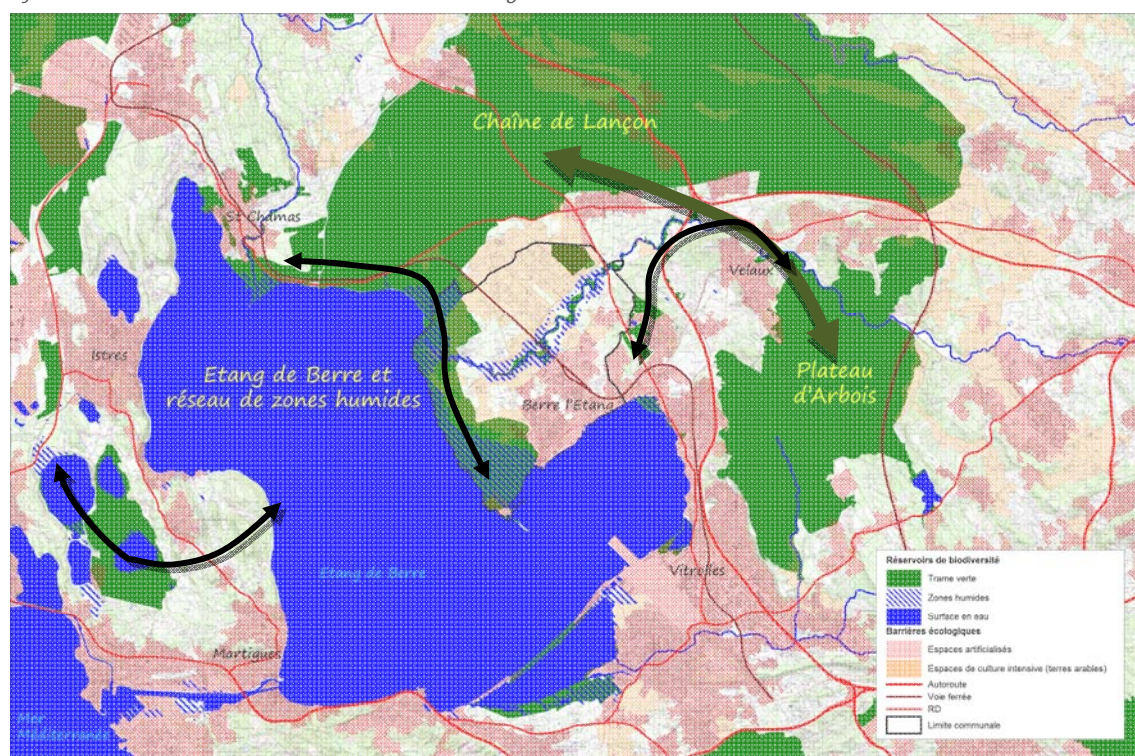 Chaîne de Lançon
St Chamas
Velaux
Istres
Etang de Berre et
réseau de zones humides
Plateau
d'Arbois
Berre l'Etang
Etang de Berre
Vitrolles
Martigues
Mer
Méditerranée
Réservoirs de biodiversité
Trame verte
Zones humides
Surface en eau
Barrières écologiques
Espaces artificialisés
Espaces de culture intensive (terres arables)
Autoroute
Voie ferrée
RD
Limite communale